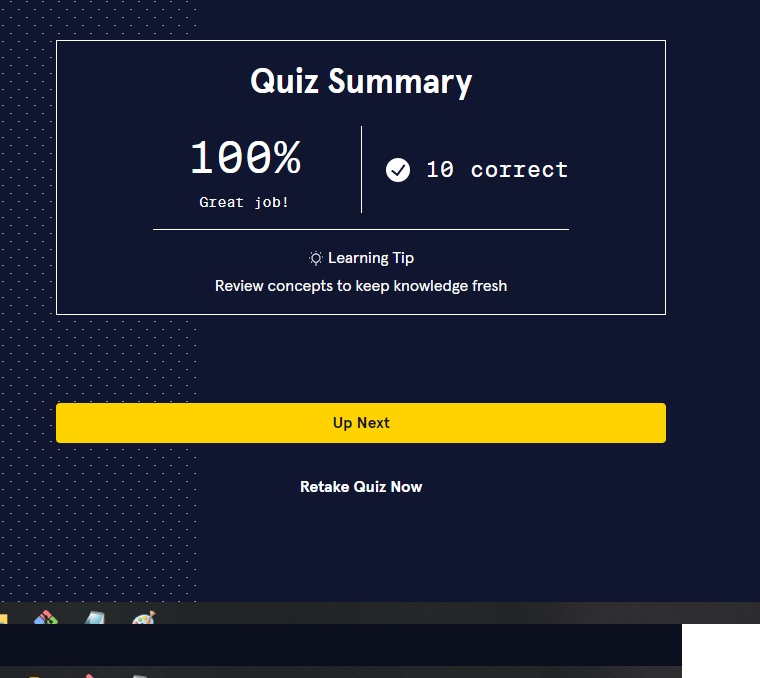 Quiz Summary
100%
Great job!
10 correct
Learning Tip
Review concepts to keep knowledge fresh
Up Next
Retake Quiz Now